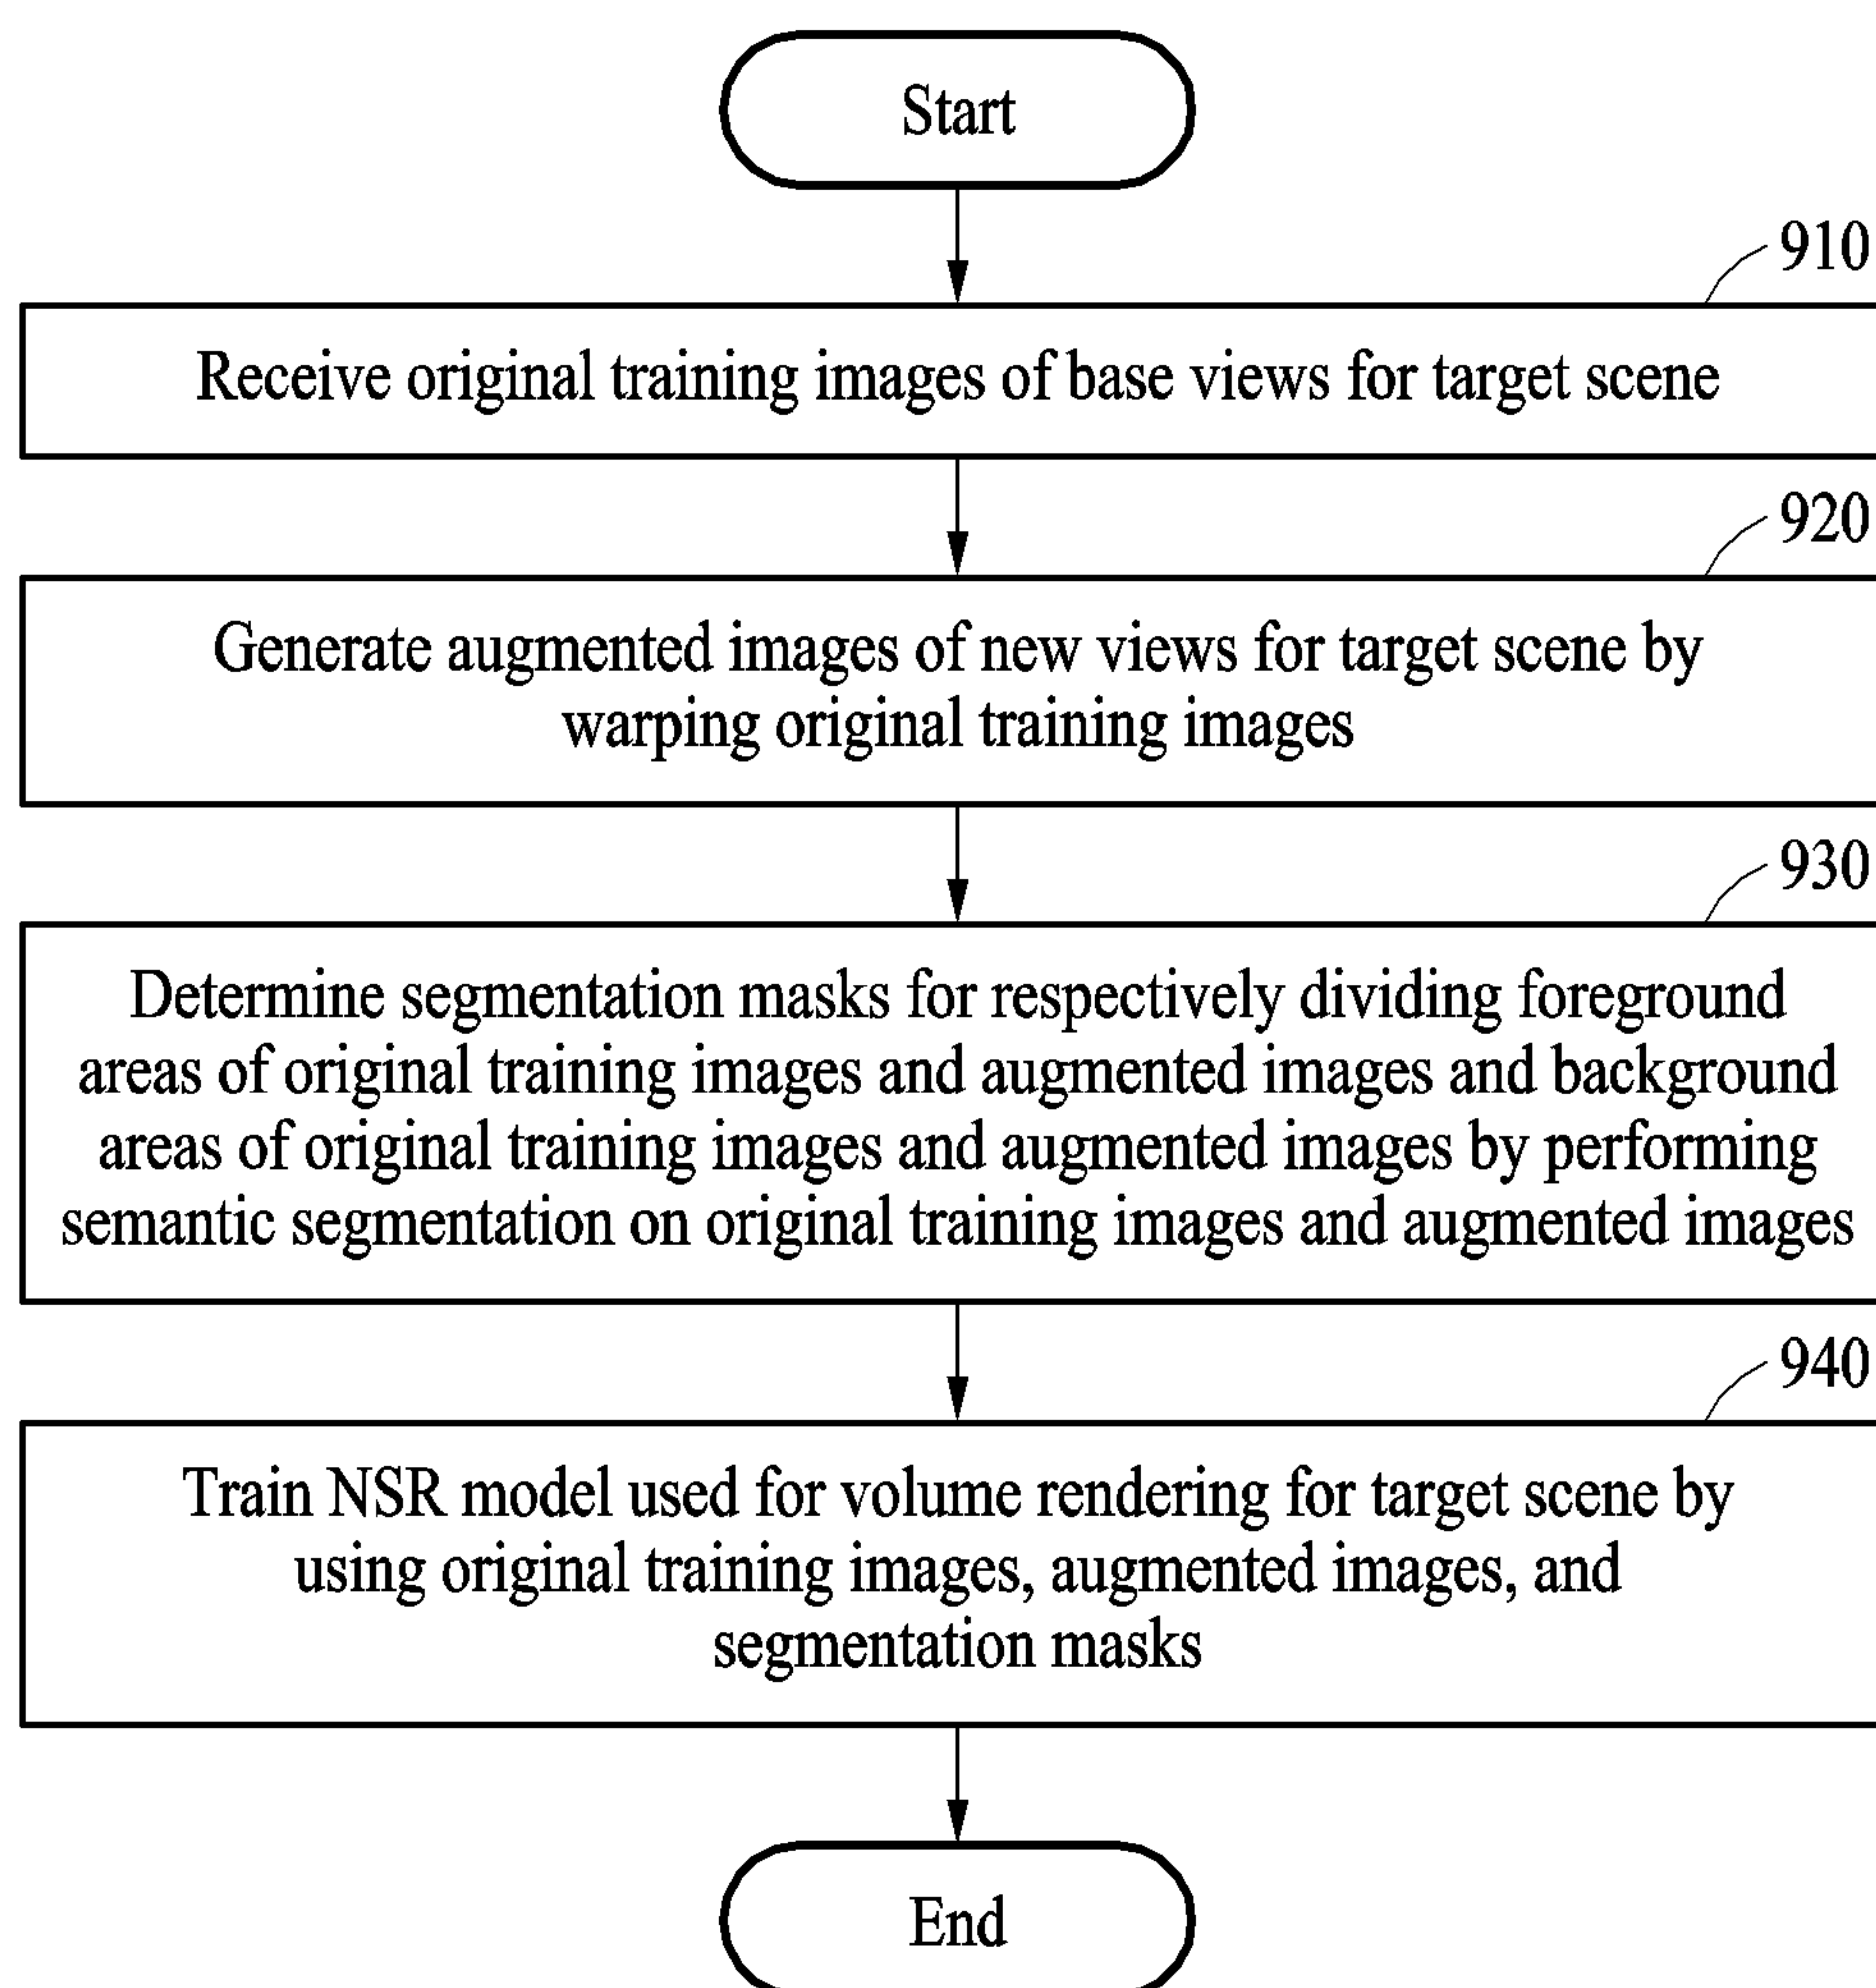 Start
910
Receive original training images of base views for target scene
920
Generate augmented images of new views for target scene by
warping original training images
930
Determine segmentation masks for respectively dividing foreground
areas of original training images and augmented images and background
areas of original training images and augmented images by performing
semantic segmentation on original training images and augmented images
940
Train NSR model used for volume rendering for target scene by
using original training images, augmented images, and
segmentation masks
End